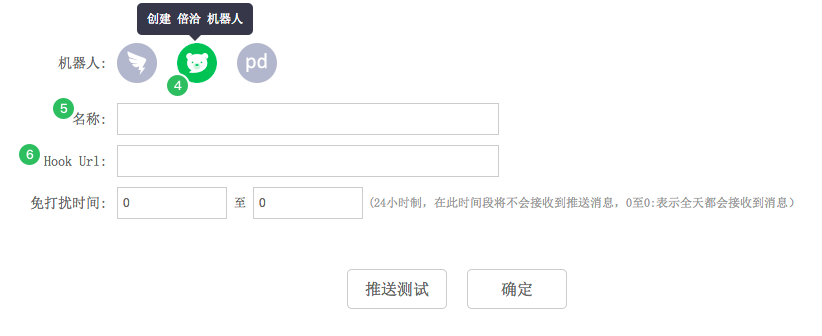 创建 倍洽 机器人
机器人: pd
4
5 名称:
6 Hook Url:
免打扰时间: 0 至 0 (24小时制，在此时间段将不会接收到推送消息，0至0:表示全天都会接收到消息)
推送测试 确定